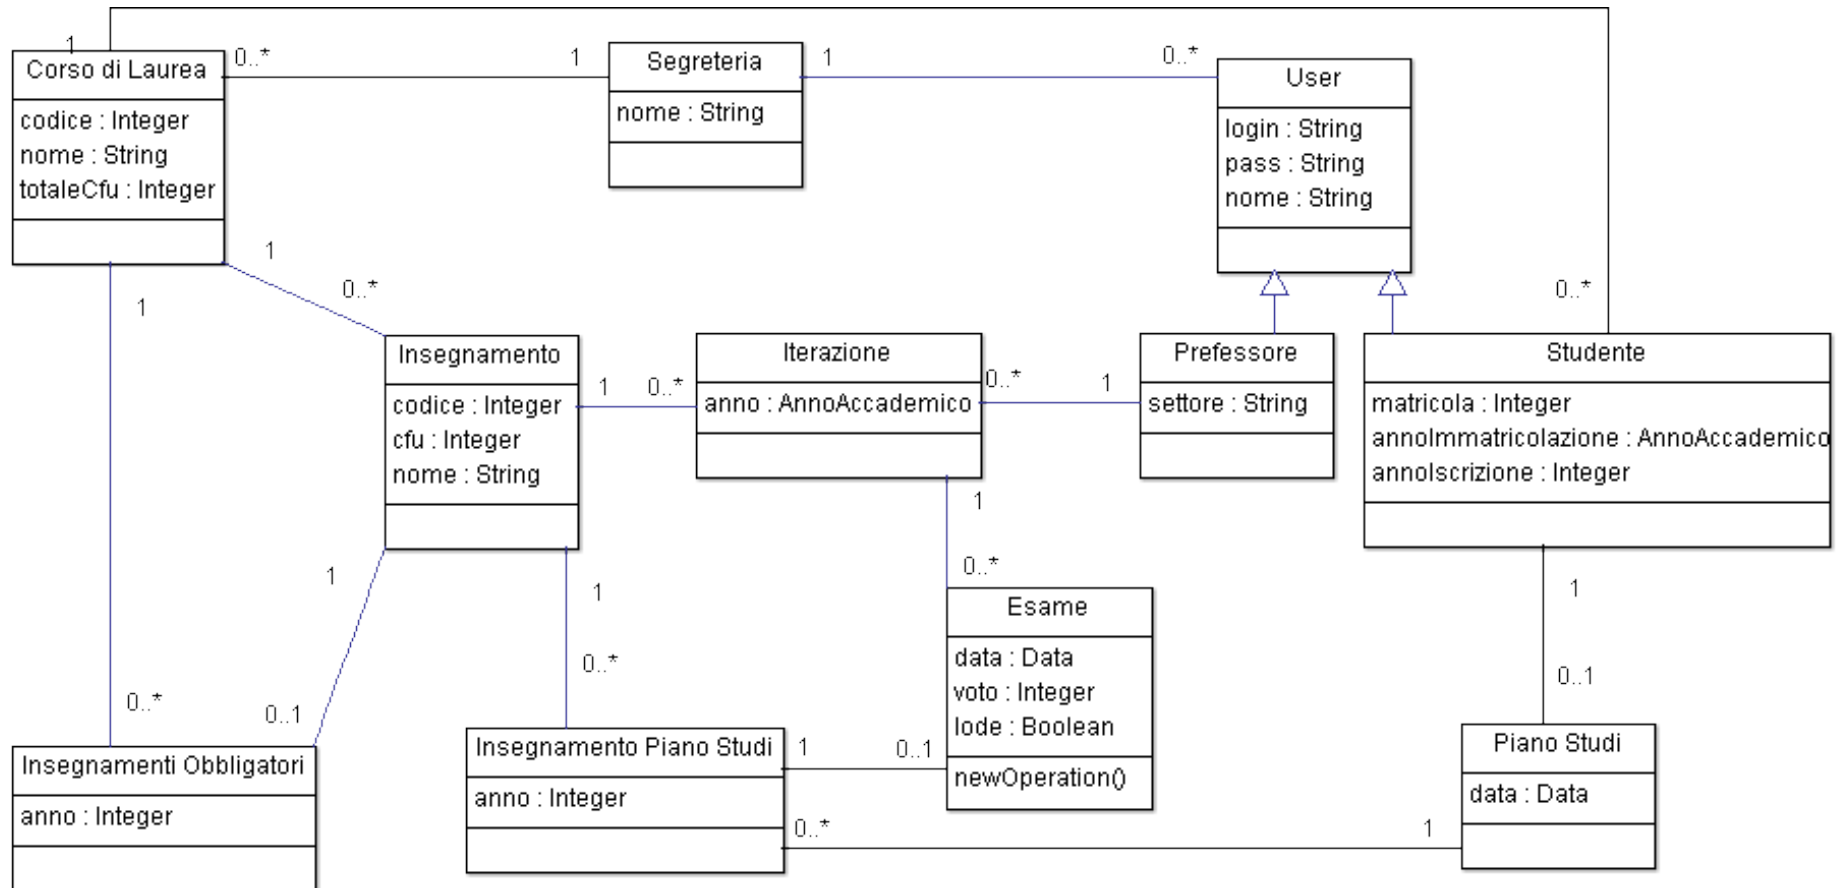 1
0..*
1
1
0..*
Corso di Laurea
codice : Integer
nome : String
totaleCfu : Integer
Segreteria
nome : String
User
login : String
pass : String
nome : String
1
0..*
1
0..*
Insegnamento
codice : Integer
cfu : Integer
nome : String
1
0..*
Iterazione
anno : AnnoAccademico
0..*
1
Prefessore
settore : String
Studente
matricola : Integer
annoImmatricolazione : AnnoAccademico
annoIscrizione : Integer
1
1
1
1
0..*
0..*
0..1
0..*
0..1
Esame
data : Data
voto : Integer
lode : Boolean
newOperation()
Insegnamenti Obbligatori
anno : Integer
Insegnamento Piano Studi
anno : Integer
1
0..1
0..*
1
Piano Studi
data : Data